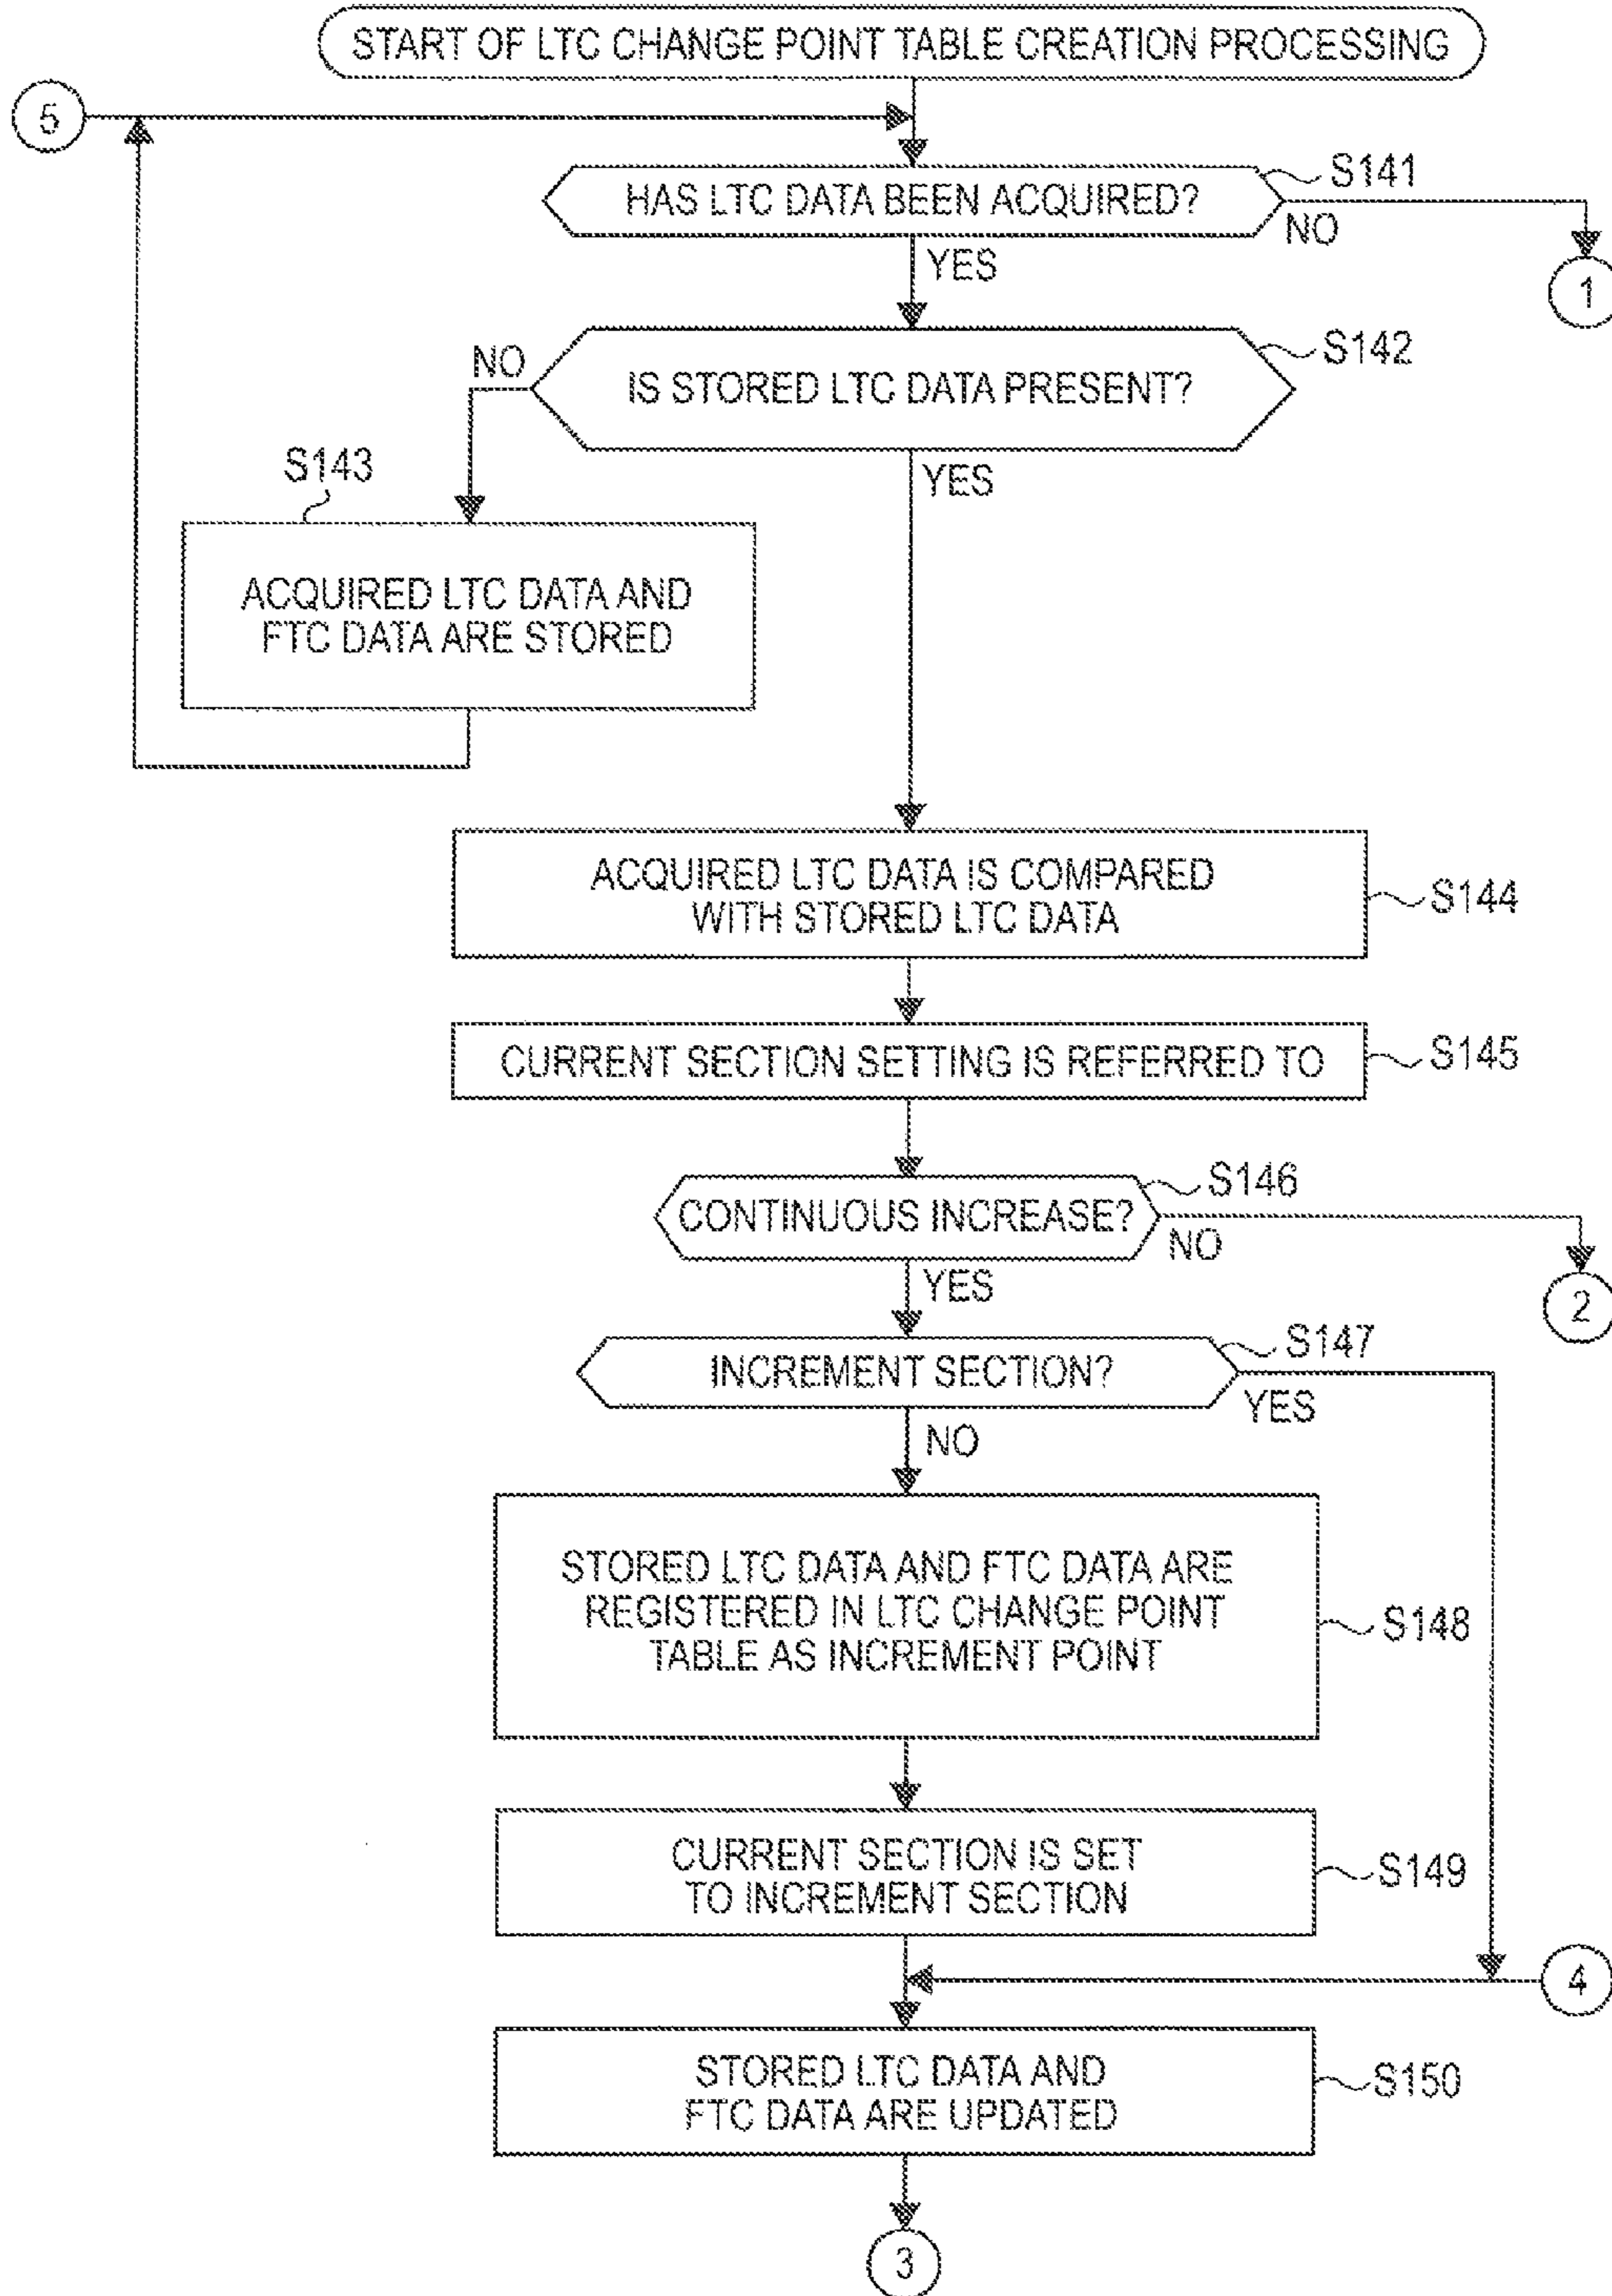 START OF LTC CHANGE POINT TABLE CREATION PROCESSING
5
HAS LTC DATA BEEN ACQUIRED?
S141
NO
1
YES
IS STORED LTC DATA PRESENT?
S142
NO
YES
S143
ACQUIRED LTC DATA AND
FTC DATA ARE STORED
ACQUIRED LTC DATA IS COMPARED
WITH STORED LTC DATA
S144
CURRENT SECTION SETTING IS REFERRED TO
S145
CONTINUOUS INCREASE?
S146
NO
2
YES
INCREMENT SECTION?
S147
YES
NO
STORED LTC DATA AND FTC DATA ARE
REGISTERED IN LTC CHANGE POINT
TABLE AS INCREMENT POINT
S148
CURRENT SECTION IS SET
TO INCREMENT SECTION
S149
4
STORED LTC DATA AND
FTC DATA ARE UPDATED
S150
3